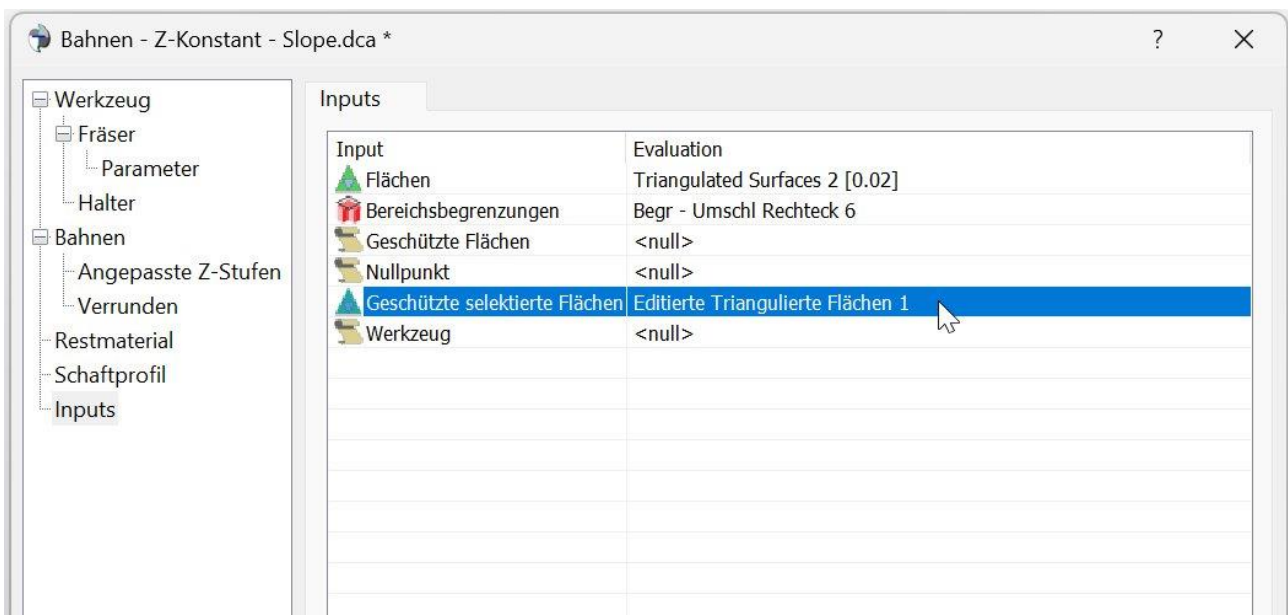 Bahnen - Z-Konstant - Slope.dca * ?
Werkzeug
Fräser
Parameter
Halter
Bahnen
Angepasste Z-Stufen
Verrunden
Restmaterial
Schaftprofil
Inputs
Inputs
Input Evaluation
Flächen Triangulated Surfaces 2 [0.02]
Bereichsbegrenzungen Begr - Umschl Rechteck 6
Geschützte Flächen <null>
Nullpunkt <null>
Geschützte selektierte Flächen Editierte Triangulierte Flächen 1
Werkzeug <null>